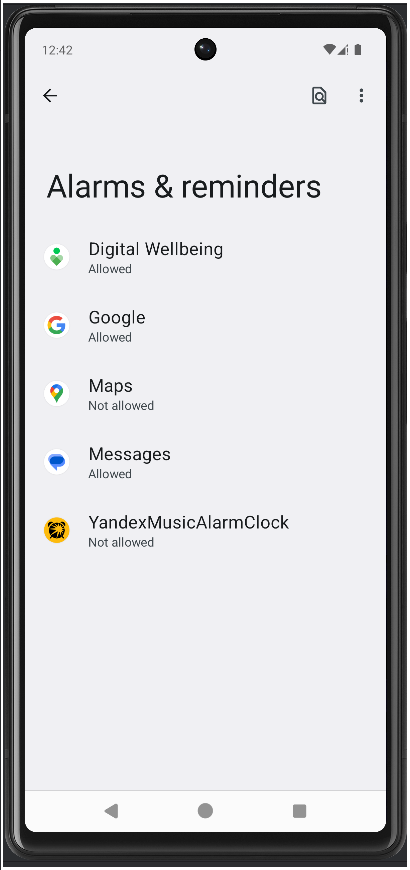 12:42
Alarms & reminders
Digital Wellbeing
Allowed
Google
Allowed
Maps
Not allowed
Messages
Allowed
YandexMusicAlarmClock
Not allowed